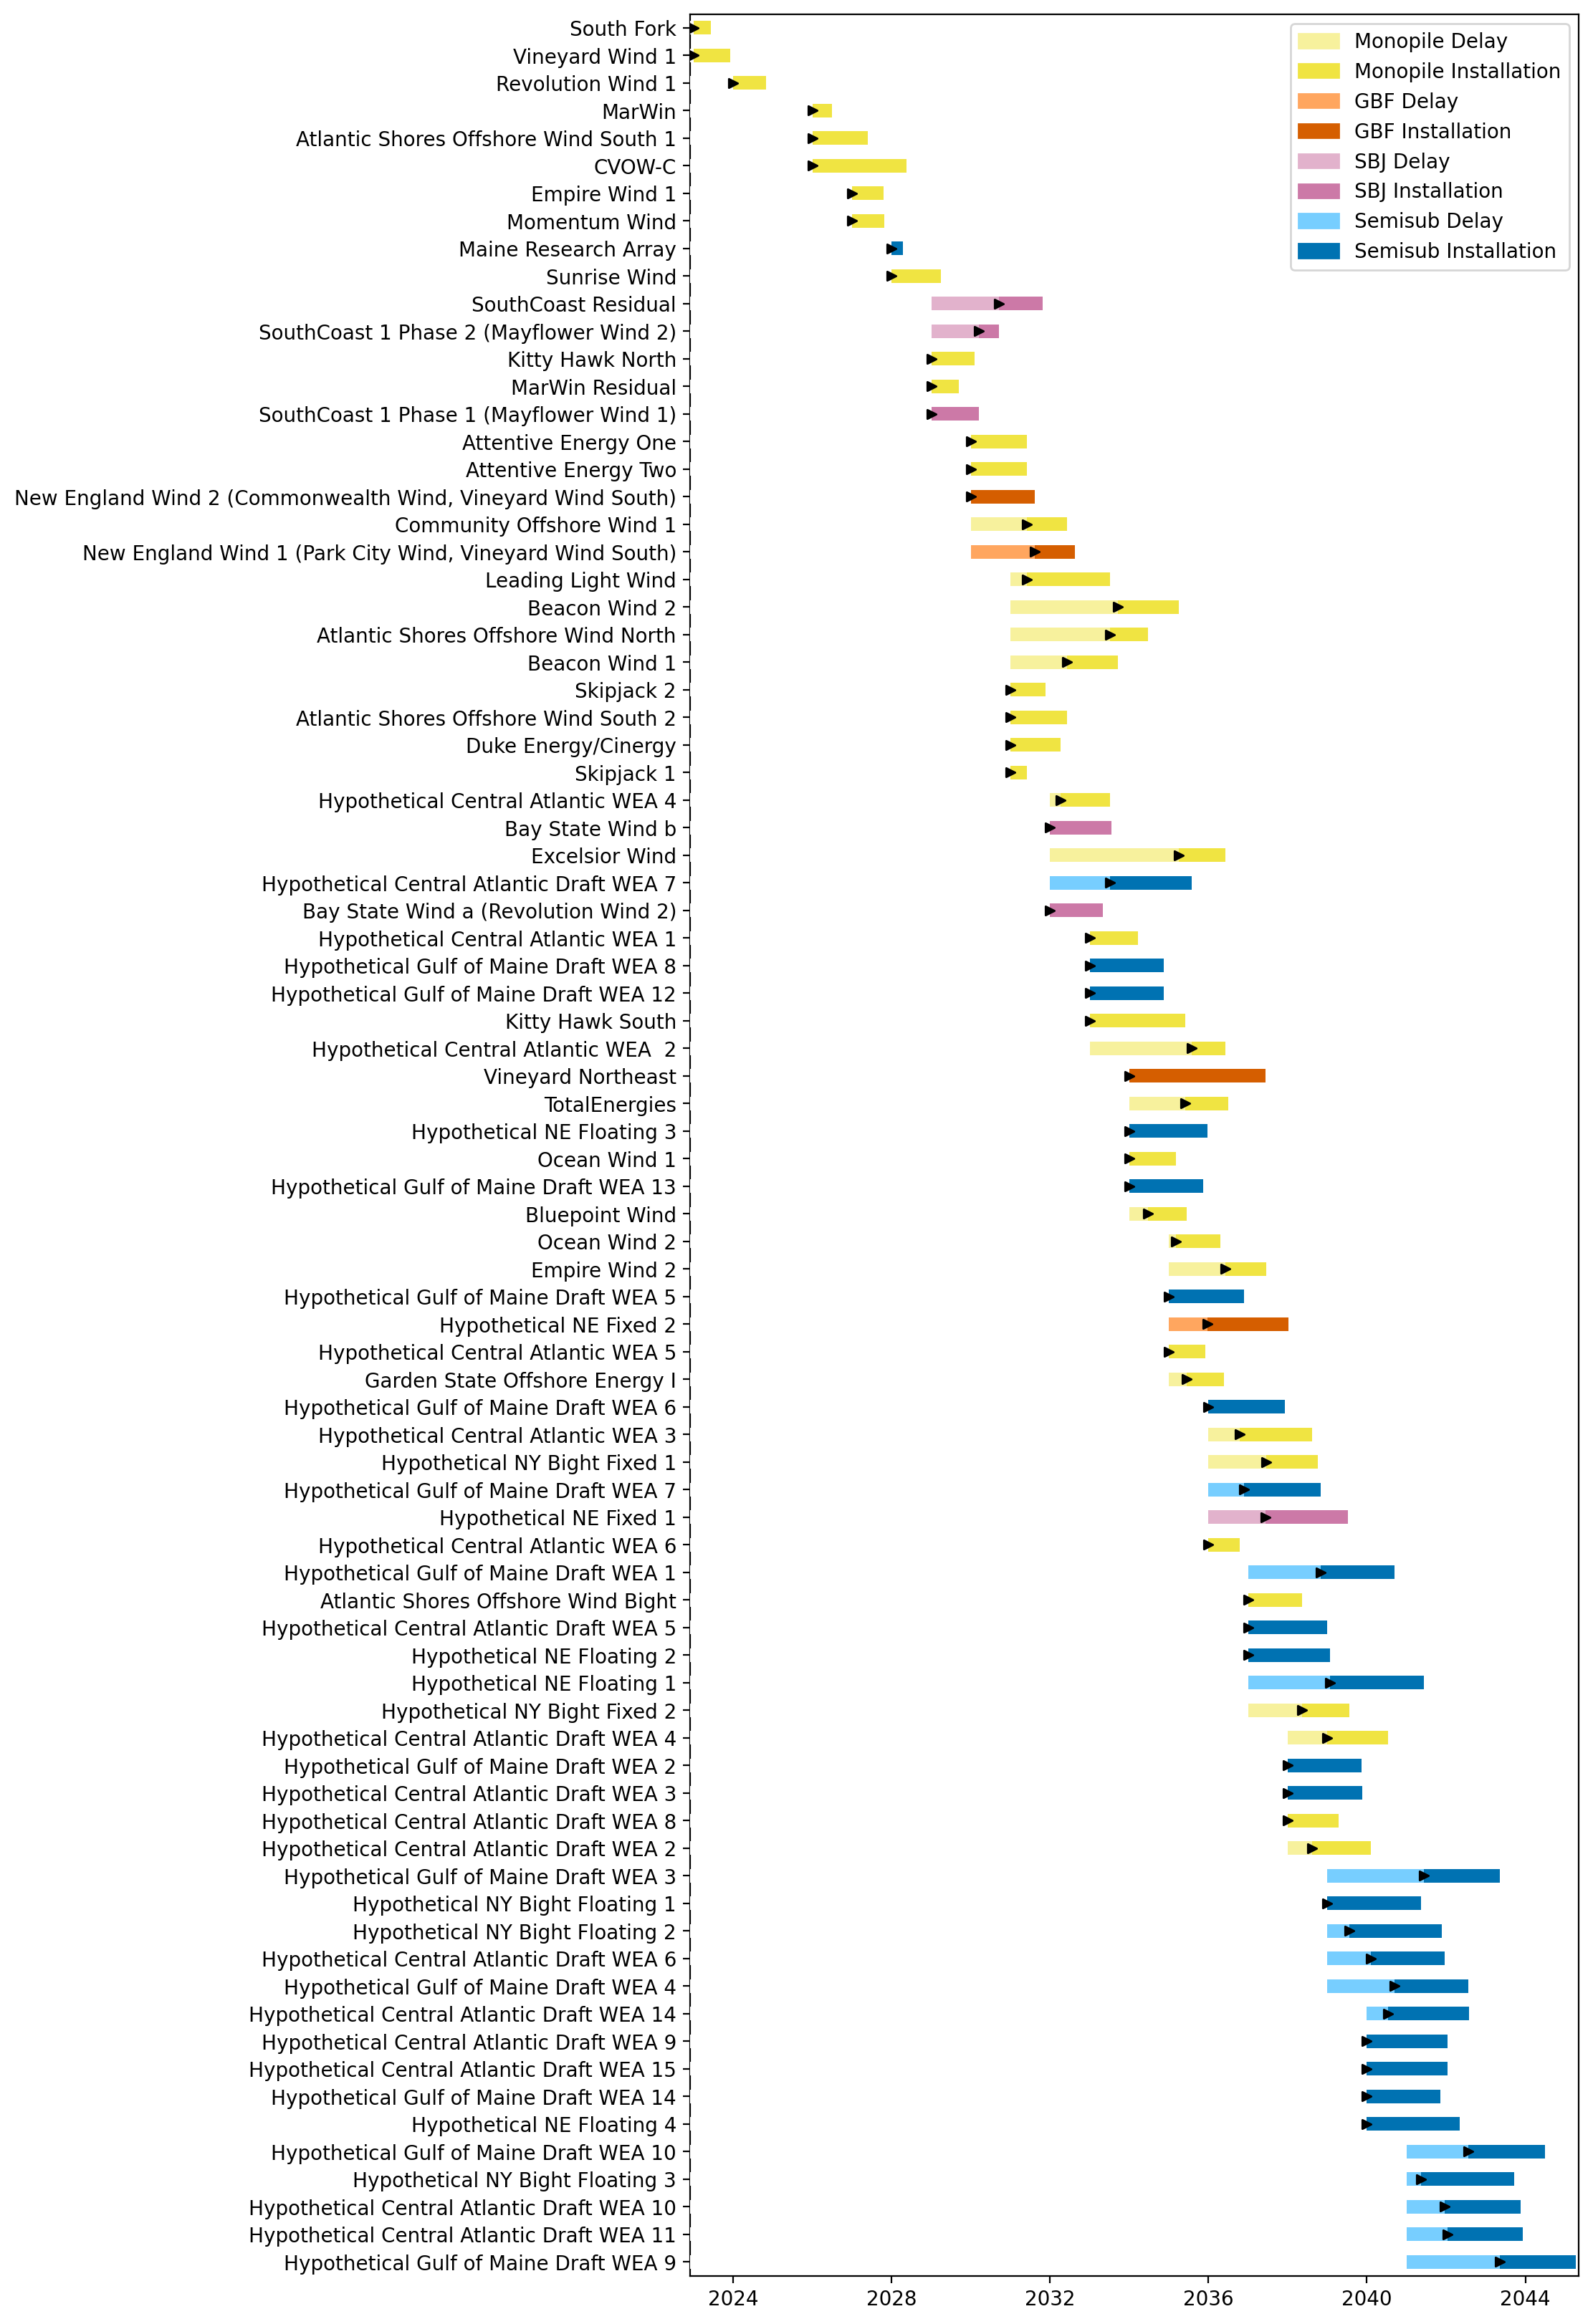 South Fork
Vineyard Wind 1
Revolution Wind 1
MarWin
Atlantic Shores Offshore Wind South 1
CVOW-C
Empire Wind 1
Momentum Wind
Maine Research Array
Sunrise Wind
SouthCoast Residual
SouthCoast 1 Phase 2 (Mayflower Wind 2)
Kitty Hawk North
MarWin Residual
SouthCoast 1 Phase 1 (Mayflower Wind 1)
Attentive Energy One
Attentive Energy Two
New England Wind 2 (Commonwealth Wind, Vineyard Wind South)
Community Offshore Wind 1
New England Wind 1 (Park City Wind, Vineyard Wind South)
Leading Light Wind
Beacon Wind 2
Atlantic Shores Offshore Wind North
Beacon Wind 1
Skipjack 2
Atlantic Shores Offshore Wind South 2
Duke Energy/Cinergy
Skipjack 1
Hypothetical Central Atlantic WEA 4
Bay State Wind b
Excelsior Wind
Hypothetical Central Atlantic Draft WEA 7
Bay State Wind a (Revolution Wind 2)
Hypothetical Central Atlantic WEA 1
Hypothetical Gulf of Maine Draft WEA 8
Hypothetical Gulf of Maine Draft WEA 12
Kitty Hawk South
Hypothetical Central Atlantic WEA  2
Vineyard Northeast
TotalEnergies
Hypothetical NE Floating 3
Ocean Wind 1
Hypothetical Gulf of Maine Draft WEA 13
Bluepoint Wind
Ocean Wind 2
Empire Wind 2
Hypothetical Gulf of Maine Draft WEA 5
Hypothetical NE Fixed 2
Hypothetical Central Atlantic WEA 5
Garden State Offshore Energy I
Hypothetical Gulf of Maine Draft WEA 6
Hypothetical Central Atlantic WEA 3
Hypothetical NY Bight Fixed 1
Hypothetical Gulf of Maine Draft WEA 7
Hypothetical NE Fixed 1
Hypothetical Central Atlantic WEA 6
Hypothetical Gulf of Maine Draft WEA 1
Atlantic Shores Offshore Wind Bight
Hypothetical Central Atlantic Draft WEA 5
Hypothetical NE Floating 2
Hypothetical NE Floating 1
Hypothetical NY Bight Fixed 2
Hypothetical Central Atlantic Draft WEA 4
Hypothetical Gulf of Maine Draft WEA 2
Hypothetical Central Atlantic Draft WEA 3
Hypothetical Central Atlantic Draft WEA 8
Hypothetical Central Atlantic Draft WEA 2
Hypothetical Gulf of Maine Draft WEA 3
Hypothetical NY Bight Floating 1
Hypothetical NY Bight Floating 2
Hypothetical Central Atlantic Draft WEA 6
Hypothetical Gulf of Maine Draft WEA 4
Hypothetical Central Atlantic Draft WEA 14
Hypothetical Central Atlantic Draft WEA 9
Hypothetical Central Atlantic Draft WEA 15
Hypothetical Gulf of Maine Draft WEA 14
Hypothetical NE Floating 4
Hypothetical Gulf of Maine Draft WEA 10
Hypothetical NY Bight Floating 3
Hypothetical Central Atlantic Draft WEA 10
Hypothetical Central Atlantic Draft WEA 11
Hypothetical Gulf of Maine Draft WEA 9
Monopile Delay
Monopile Installation
GBF Delay
GBF Installation
SBJ Delay
SBJ Installation
Semisub Delay
Semisub Installation
2024 2028 2032 2036 2040 2044